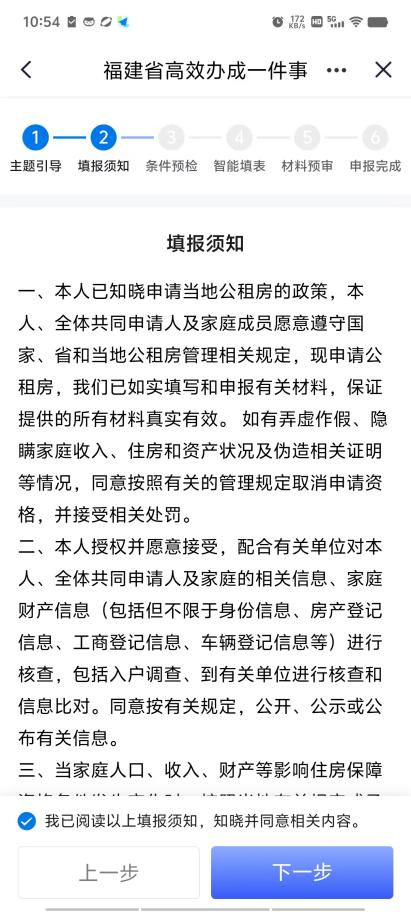 10:54 172 KB/s HD 5G
福建省高效办成一件事
1 2 3 4 5 6
主题引导 填报须知 条件预检 智能填表 材料预审 申报完成
填报须知
一、本人已知晓申请当地公租房的政策，本
人、全体共同申请人及家庭成员愿意遵守国
家、省和当地公租房管理相关规定，现申请公
租房，我们已如实填写和申报有关材料，保证
提供的所有材料真实有效。 如有弄虚作假、隐
瞒家庭收入、住房和资产状况及伪造相关证明
等情况，同意按照有关的管理规定取消申请资
格，并接受相关处罚。
二、本人授权并愿意接受，配合有关单位对本
人、全体共同申请人及家庭的相关信息、家庭
财产信息（包括但不限于身份信息、房产登记
信息、工商登记信息、车辆登记信息等）进行
核查，包括入户调查、到有关单位进行核查和
信息比对。同意按有关规定，公开、公示或公
布有关信息。
三、当家庭人口、收入、财产等影响住房保障
我已阅读以上填报须知，知晓并同意相关内容。
上一步 下一步